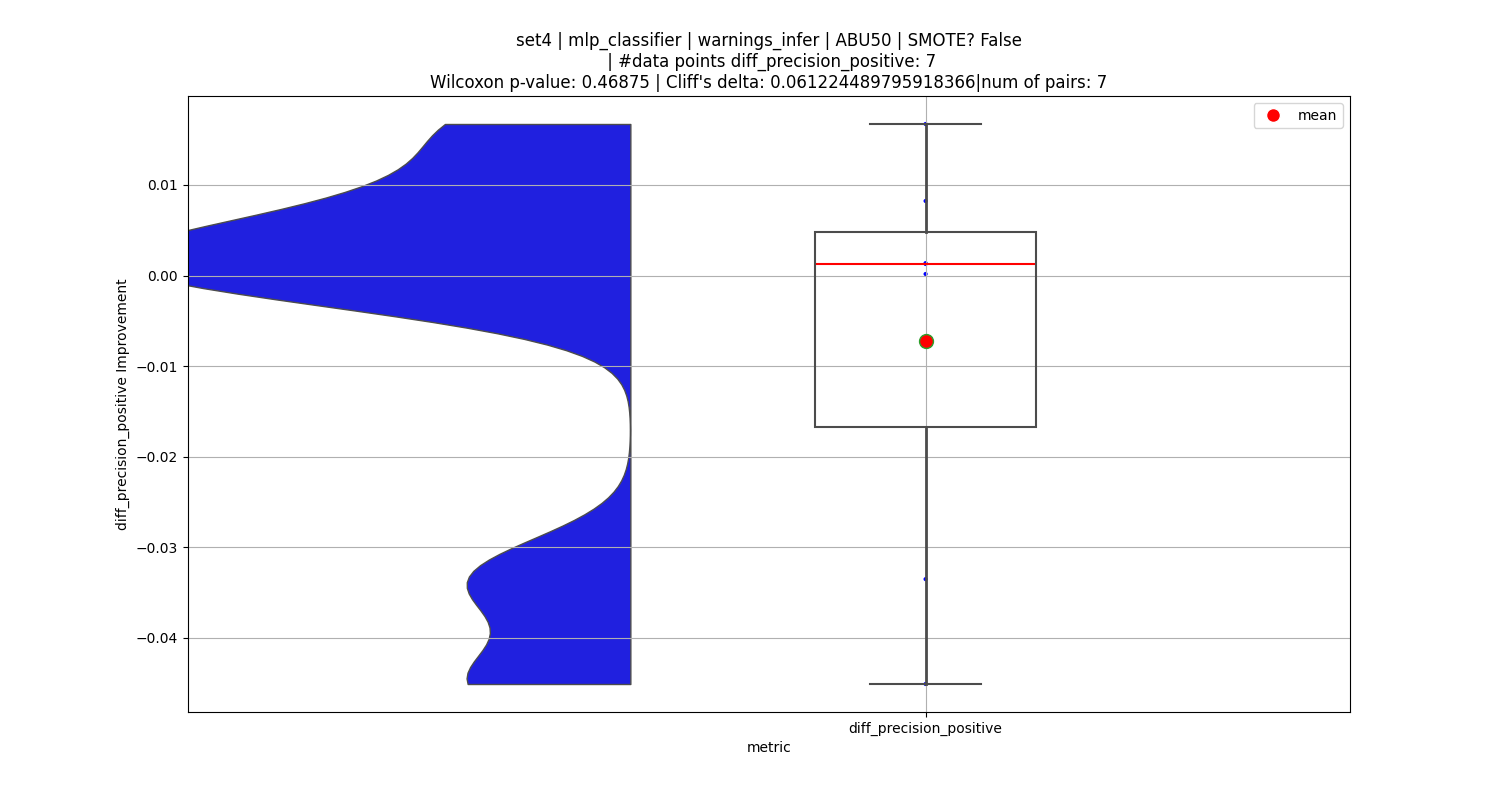 set4 | mlp_classifier | warnings_infer | ABU50 | SMOTE? False
| #data points diff_precision_positive: 7
Wilcoxon p-value: 0.46875 | Cliff's delta: 0.061224489795918366|num of pairs: 7
mean
0.01
0.00
−0.01
−0.02
−0.03
−0.04
diff_precision_positive Improvement
diff_precision_positive
metric